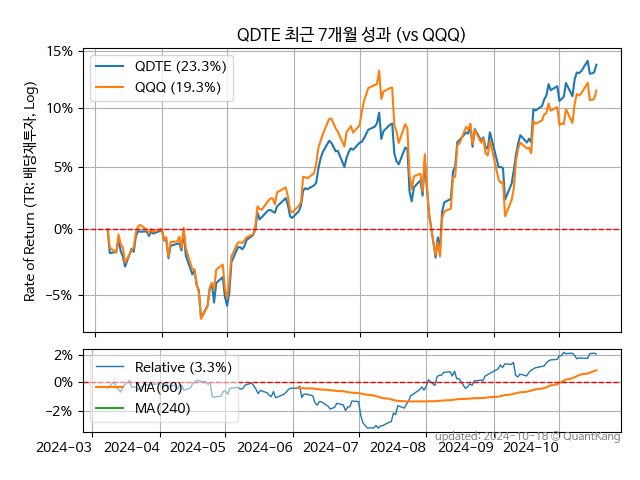 QDTE 최근 7개월 성과 (vs QQQ)
Rate of Return (TR: 배당재투자, Log)
15%
10%
5%
0%
−5%
QDTE (23.3%)
QQQ (19.3%)
2%
0%
−2%
Relative (3.3%)
MA(60)
MA(240)
updated: 2024-10-18 © QuantKang
2024-03 2024-04 2024-05 2024-06 2024-07 2024-08 2024-09 2024-10